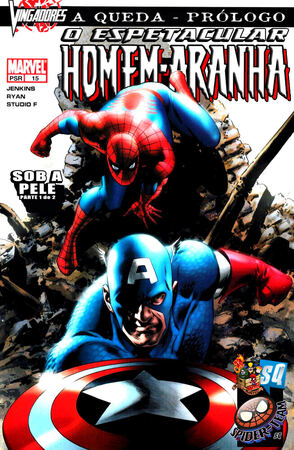 VINGADORES A QUEDA - PRÓLOGO
O ESPETACULAR
HOMEM-ARANHA
MARVEL
PSR 15
JENKINS
RYAN
STUDIO F
SOB A
PELE
PARTE 1 de 2
A
SQ
SPIDER-TEAM
SQ